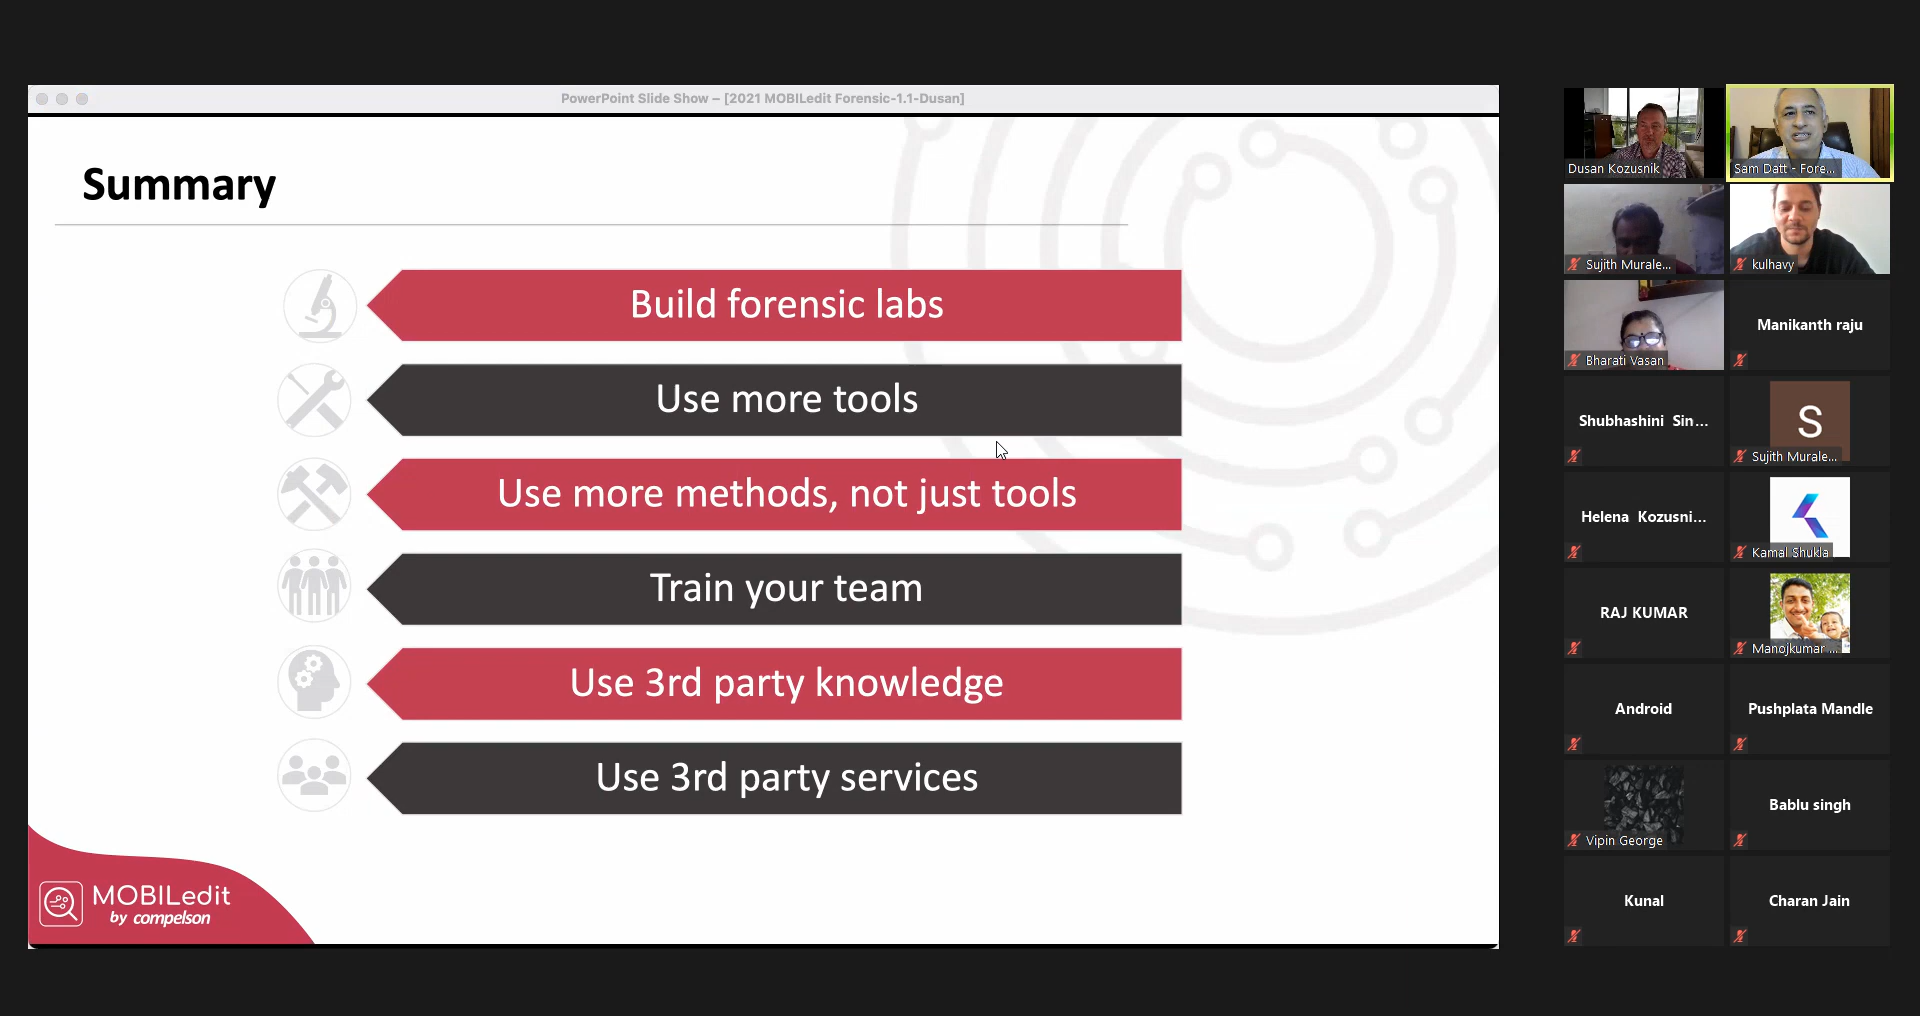 PowerPoint Slide Show – [2021 MOBILedit Forensic-1.1-Dusan]
Summary
Build forensic labs
Use more tools
Use more methods, not just tools
Train your team
Use 3rd party knowledge
Use 3rd party services
MOBILedit
by compelson
Dusan Kozusnik
Sam Datt - Fore...
Sujith Murale...
kulhavy
Bharati Vasan
Manikanth raju
Shubhashini Sin...
S
Sujith Murale...
Helena Kozusni...
Kamal Shukla
RAJ KUMAR
Manojkumar ...
Android
Pushplata Mandle
Vipin George
Bablu singh
Kunal
Charan Jain